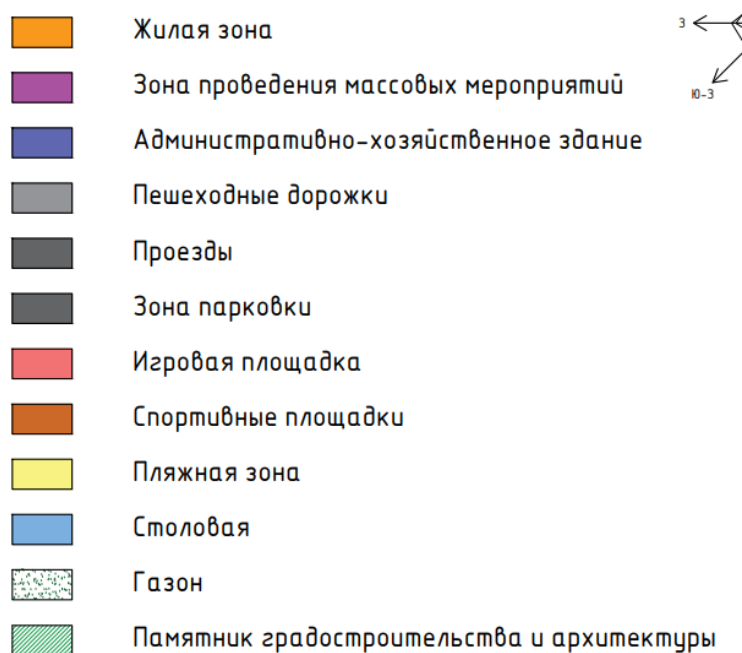 Жилая зона
З
Зона проведения массовых мероприятий
Ю-З
Административно-хозяйственное здание
Пешеходные дорожки
Проезды
Зона парковки
Игровая площадка
Спортивные площадки
Пляжная зона
Столовая
Газон
Памятник градостроительства и архитектуры